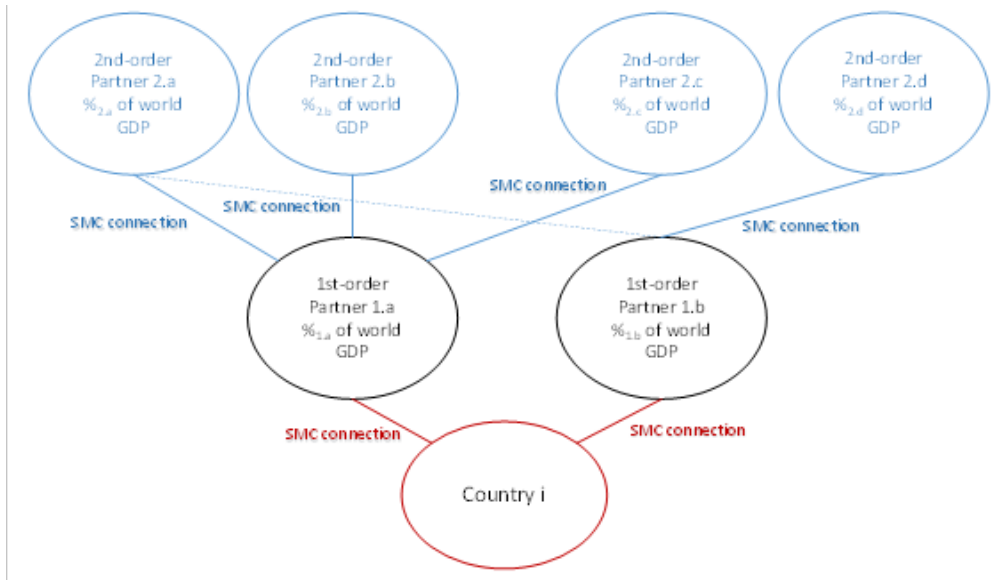 2nd-order
Partner 2.a
%2.a of world
GDP
2nd-order
Partner 2.b
%2.b of world
GDP
2nd-order
Partner 2.c
%2.c of world
GDP
2nd-order
Partner 2.d
%2.d of world
GDP
SMC connection
SMC connection
SMC connection
SMC connection
1st-order
Partner 1.a
%1.a of world
GDP
1st-order
Partner 1.b
%1.b of world
GDP
SMC connection
SMC connection
Country i